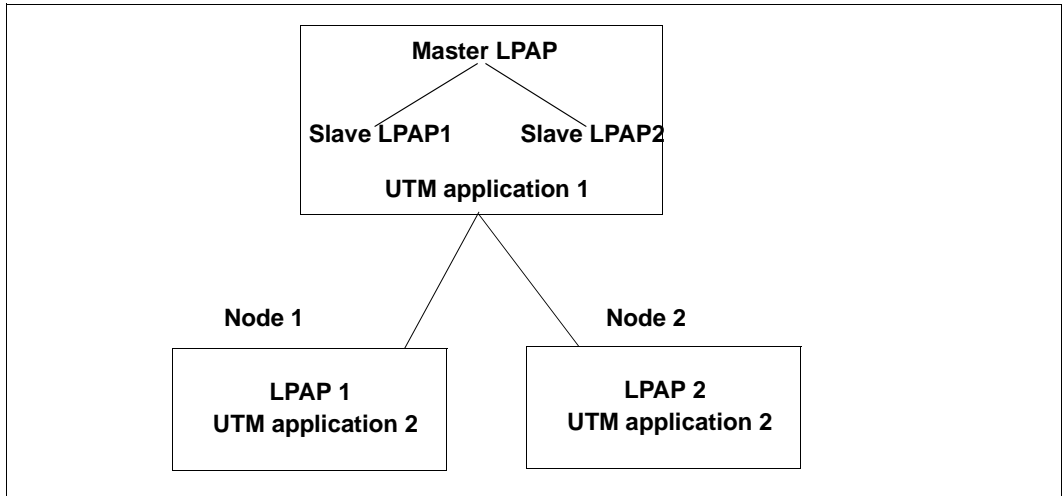 Master LPAP
Slave LPAP1
Slave LPAP2
UTM application 1
Node 1
Node 2
LPAP 1
UTM application 2
LPAP 2
UTM application 2